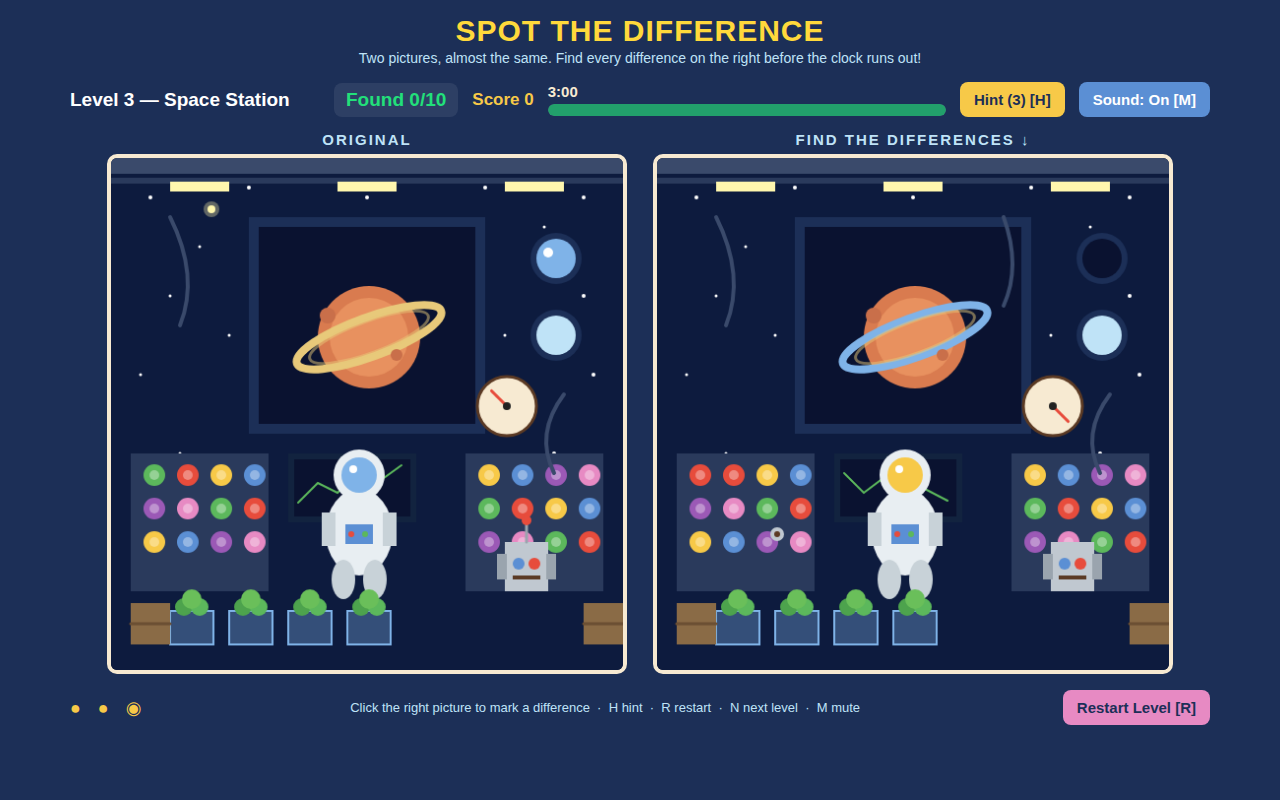 SPOT THE DIFFERENCE
Two pictures, almost the same. Find every difference on the right before the clock runs out!
Level 3 — Space Station
Found 0/10
Score 0
3:00
Hint (3) [H]
Sound: On [M]
ORIGINAL
FIND THE DIFFERENCES ↓
Click the right picture to mark a difference · H hint · R restart · N next level · M mute
Restart Level [R]